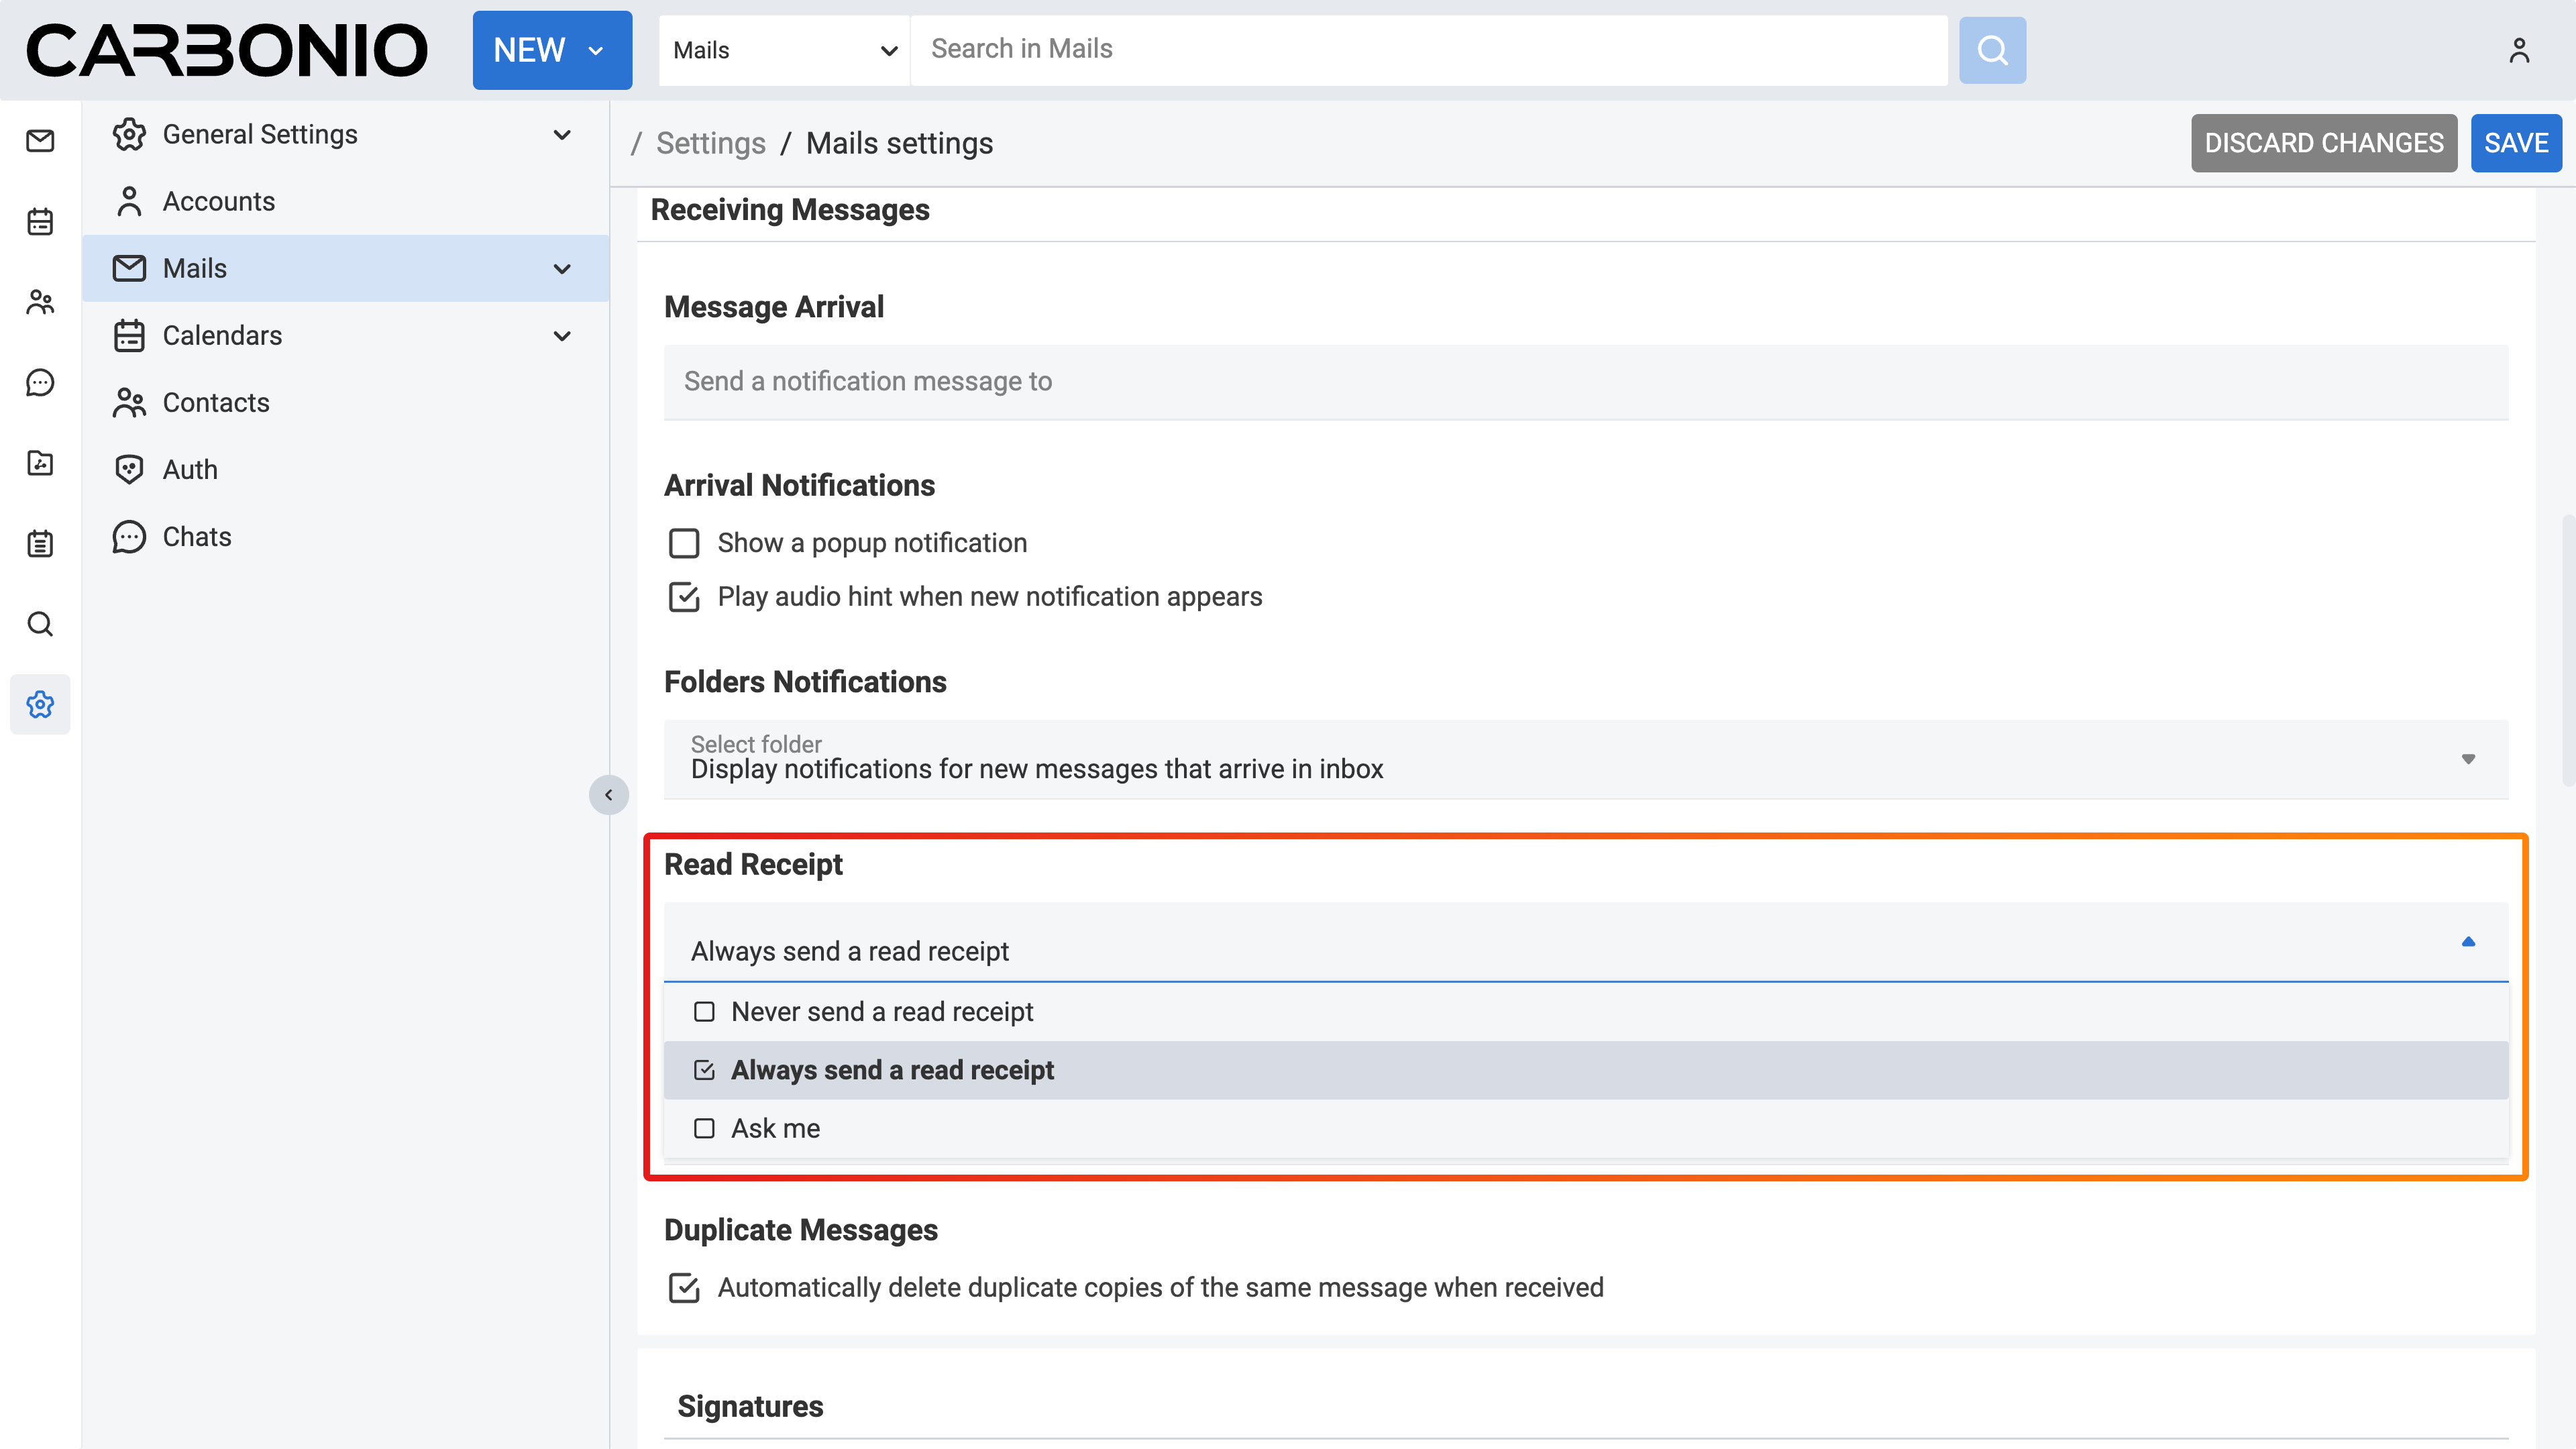 CARBONIO
NEW
Mails
Search in Mails
General Settings
Accounts
Mails
Calendars
Contacts
Auth
Chats
/ Settings / Mails settings
DISCARD CHANGES
SAVE
Receiving Messages
Message Arrival
Send a notification message to
Arrival Notifications
Show a popup notification
Play audio hint when new notification appears
Folders Notifications
Select folder
Display notifications for new messages that arrive in inbox
Read Receipt
Always send a read receipt
Never send a read receipt
Always send a read receipt
Ask me
Duplicate Messages
Automatically delete duplicate copies of the same message when received
Signatures